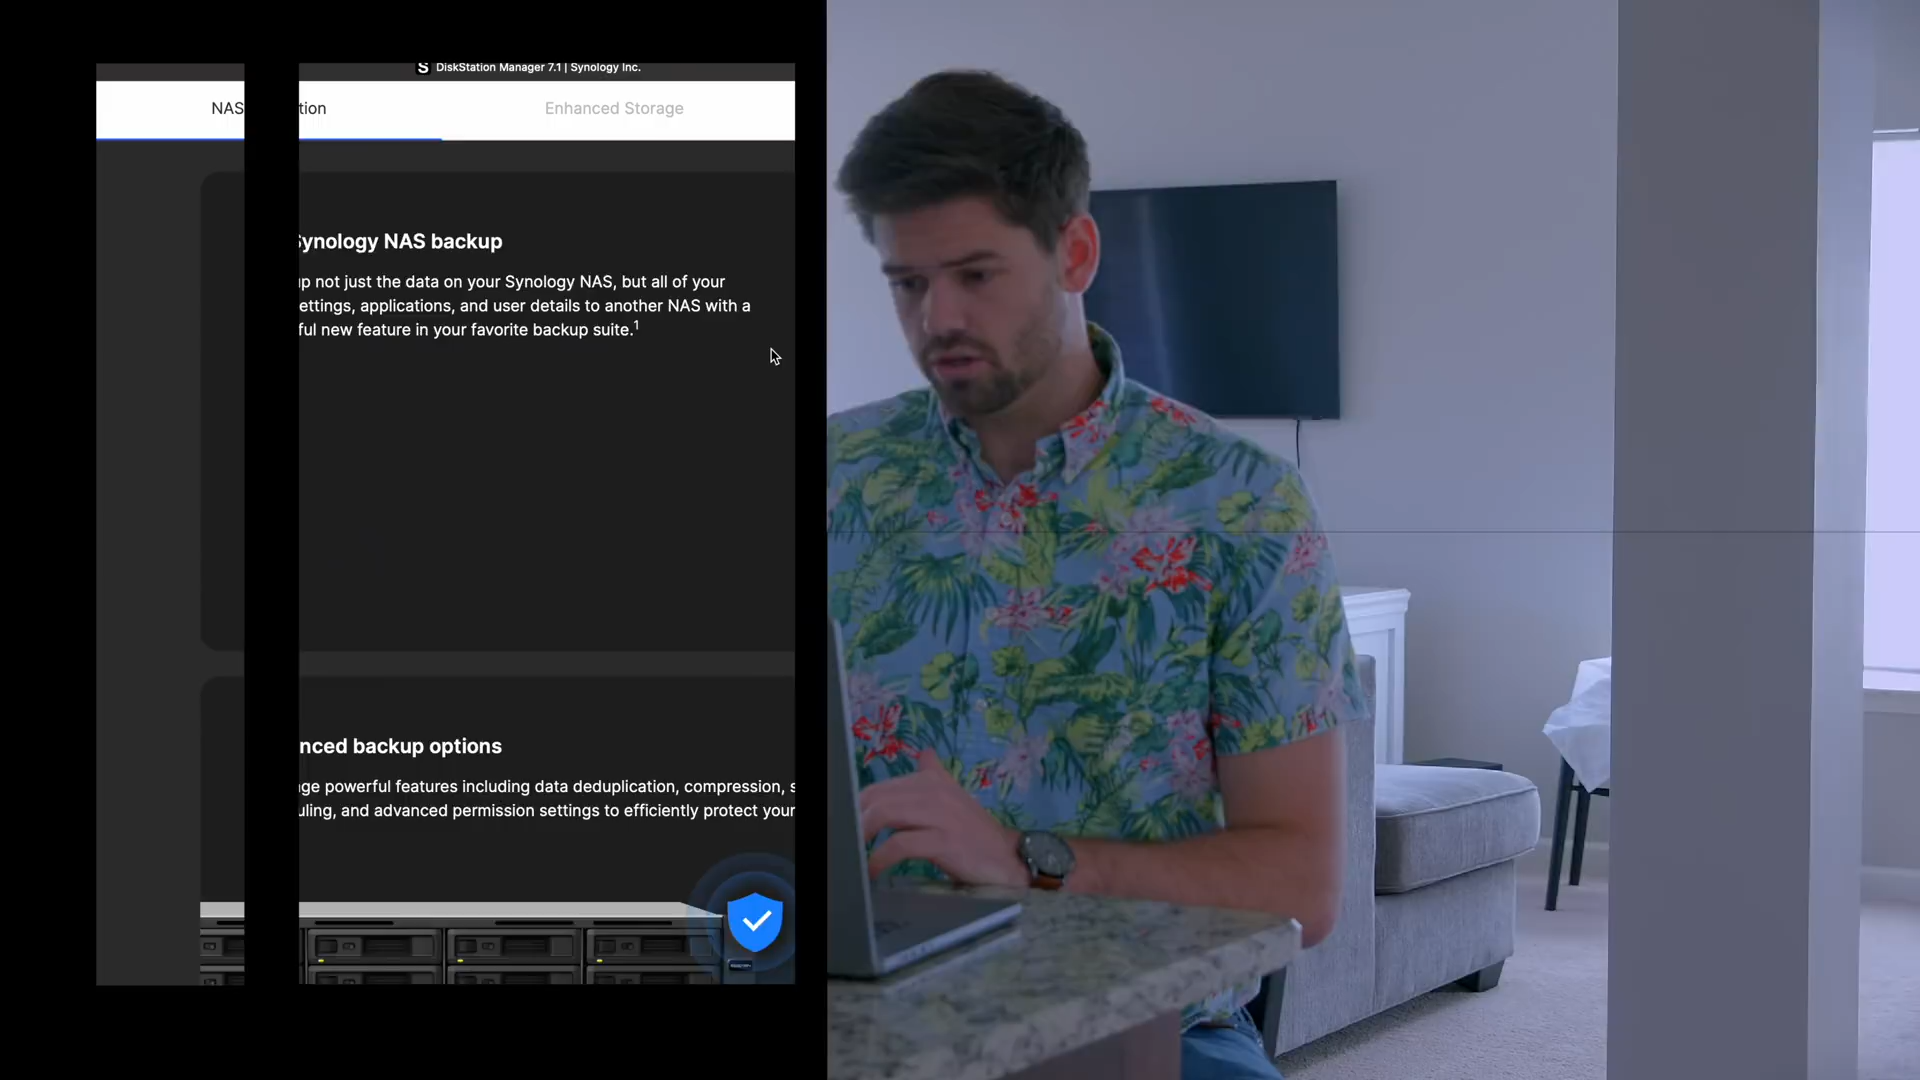 DiskStation Manager 7.1 | Synology Inc.
NAS tion
Enhanced Storage
Synology NAS backup
not just the data on your Synology NAS, but all of your
ettings, applications, and user details to another NAS with a
ful new feature in your favorite backup suite.1
nced backup options
ge powerful features including data deduplication, compression, s
uling, and advanced permission settings to efficiently protect your